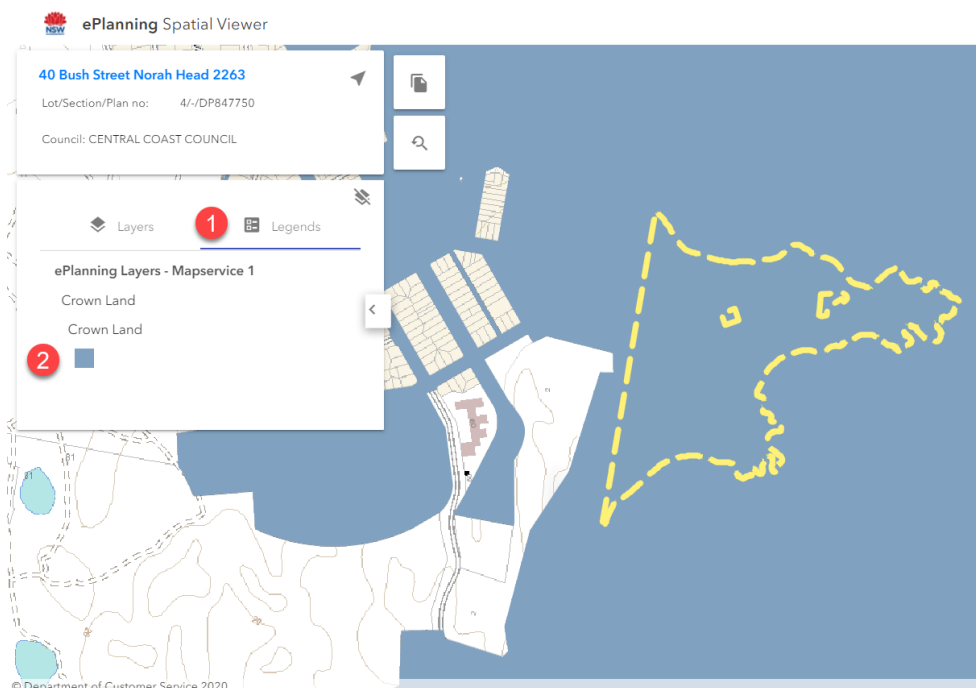 NSW
ePlanning Spatial Viewer
40 Bush Street Norah Head 2263
Lot/Section/Plan no: 4/-/DP847750
Council: CENTRAL COAST COUNCIL
Layers
1
Legends
ePlanning Layers - Mapservice 1
Crown Land
Crown Land
2
© Department of Customer Service 2020